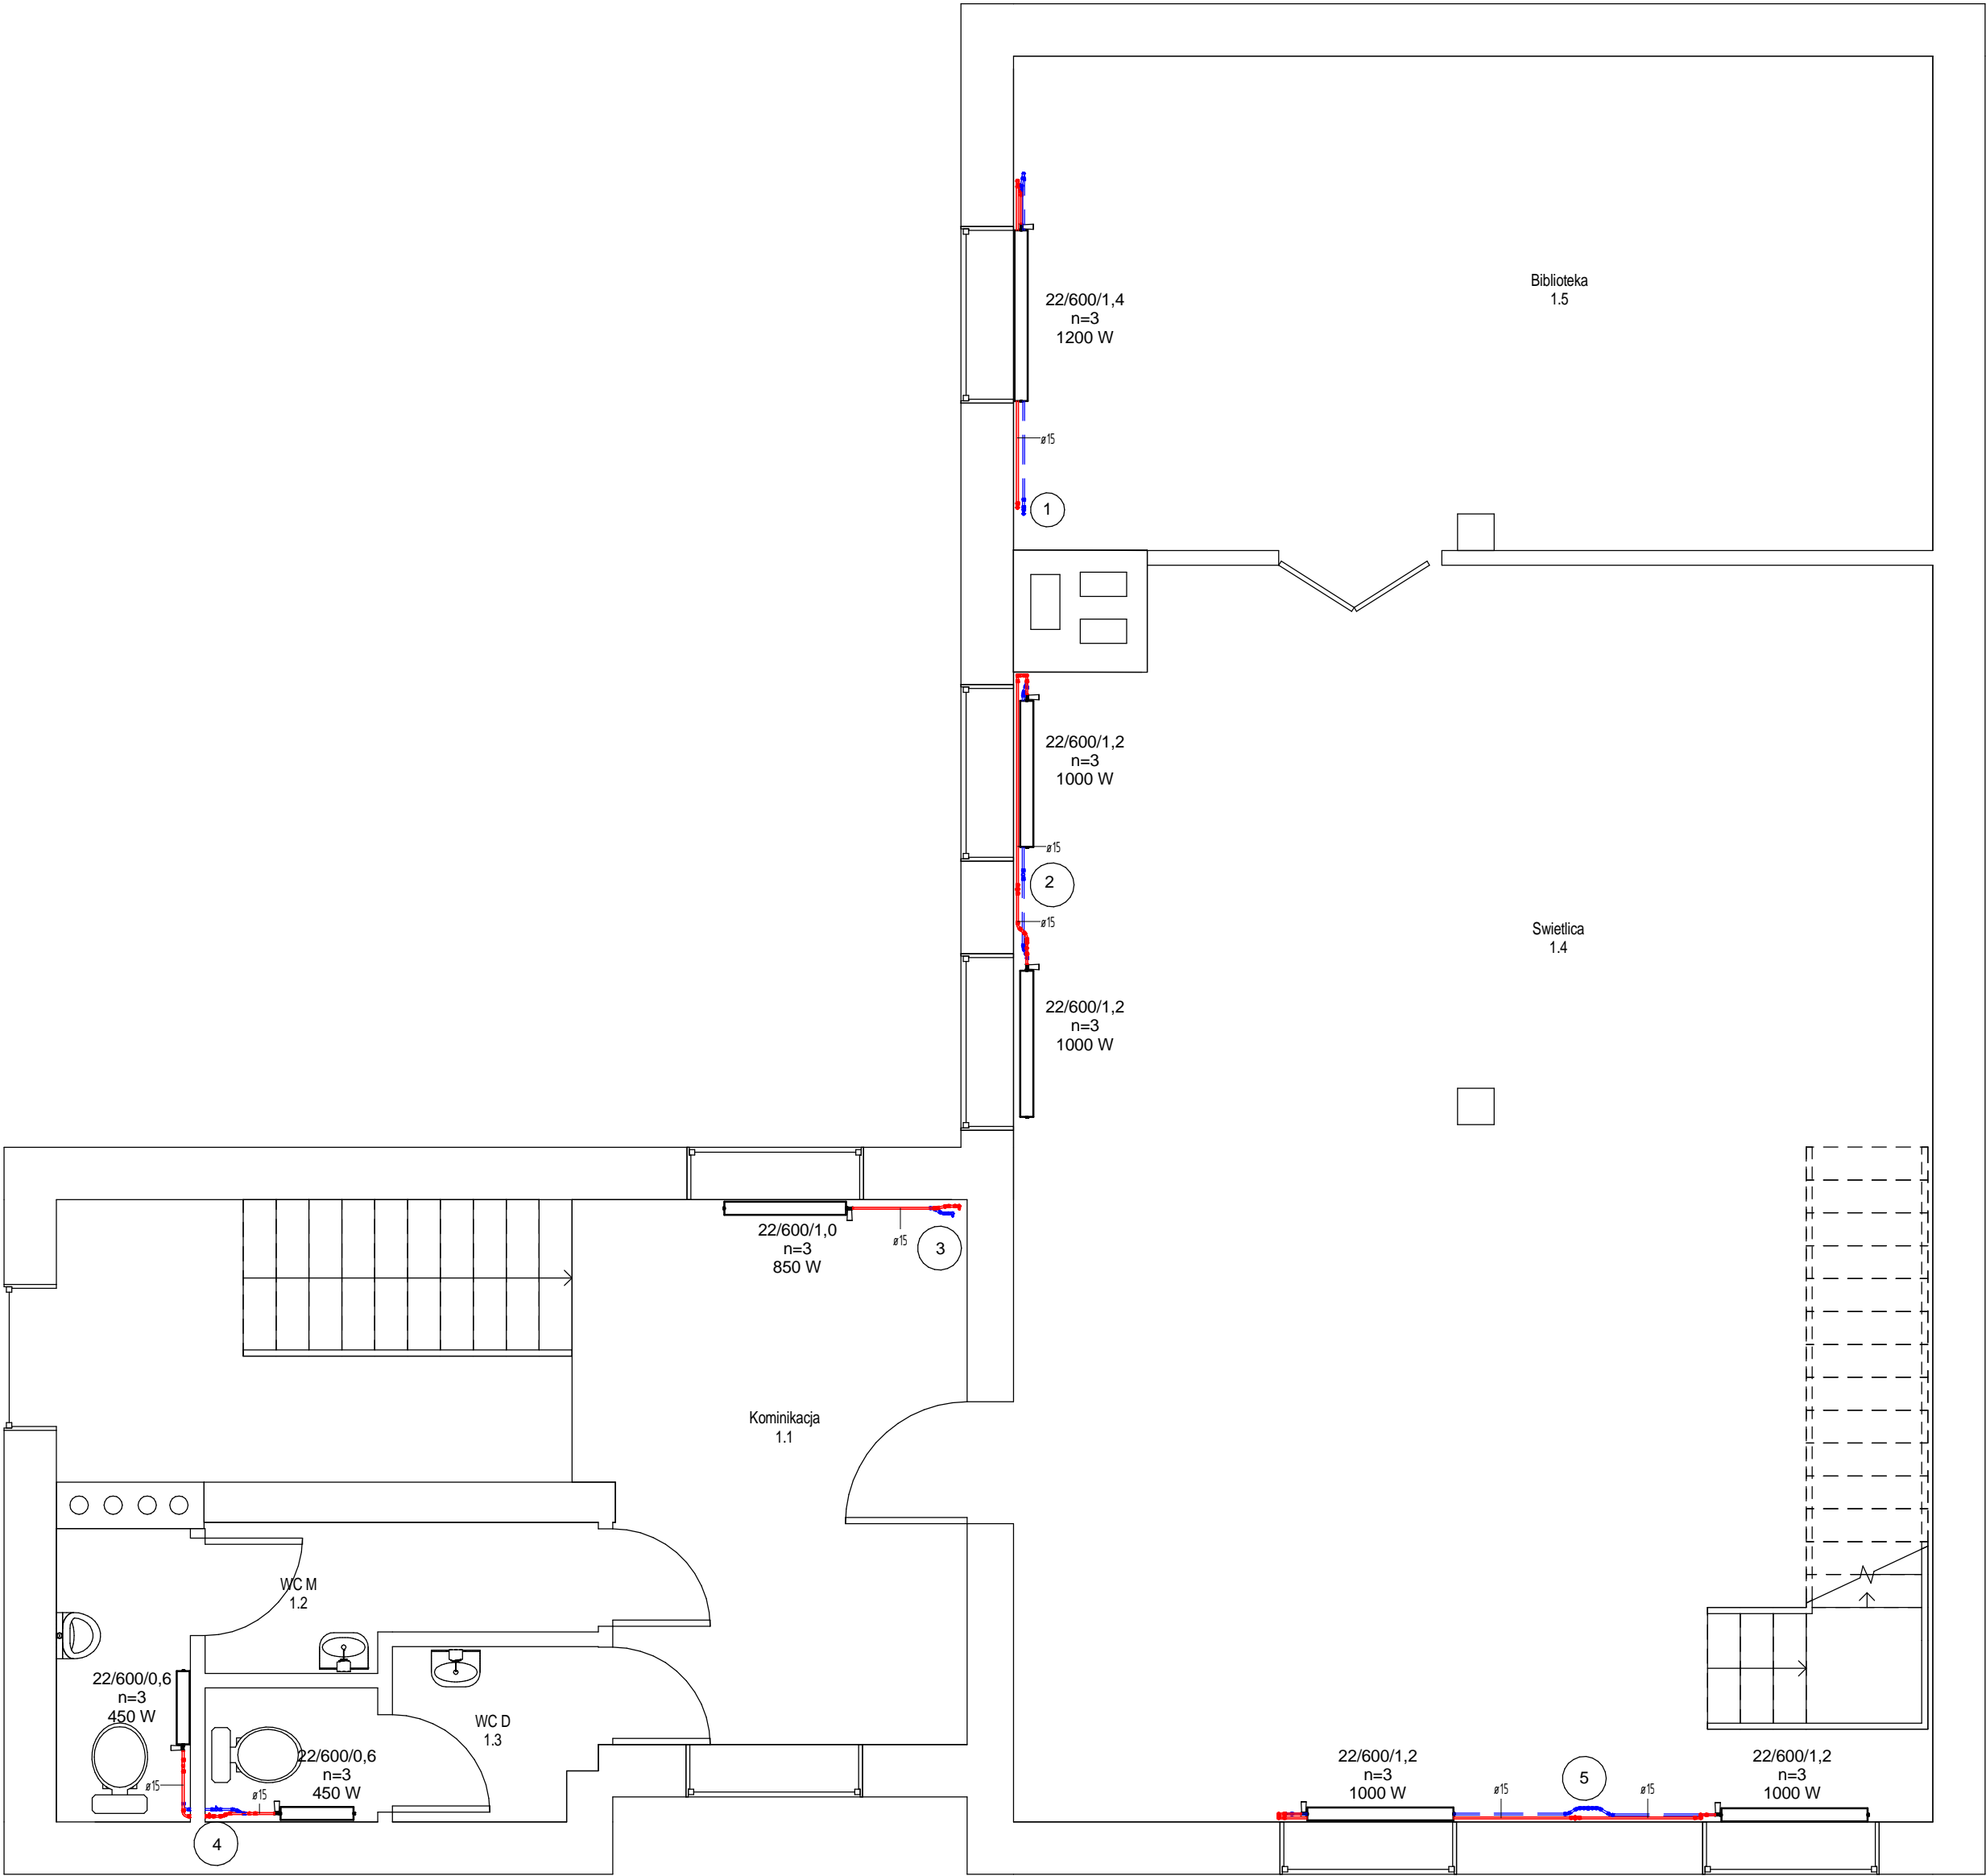 Biblioteka
1.5
22/600/1,4
n=3
1200 W
ø15
1
22/600/1,2
n=3
1000 W
ø15
2
ø15
Swietlica
1.4
22/600/1,2
n=3
1000 W
22/600/1,0
n=3
850 W
ø15
3
Kominikacja
1.1
WC M
1.2
22/600/0,6
n=3
450 W
ø15
WC D
1.3
22/600/0,6
n=3
450 W
ø15
4
22/600/1,2
n=3
1000 W
ø15
5
ø15
22/600/1,2
n=3
1000 W